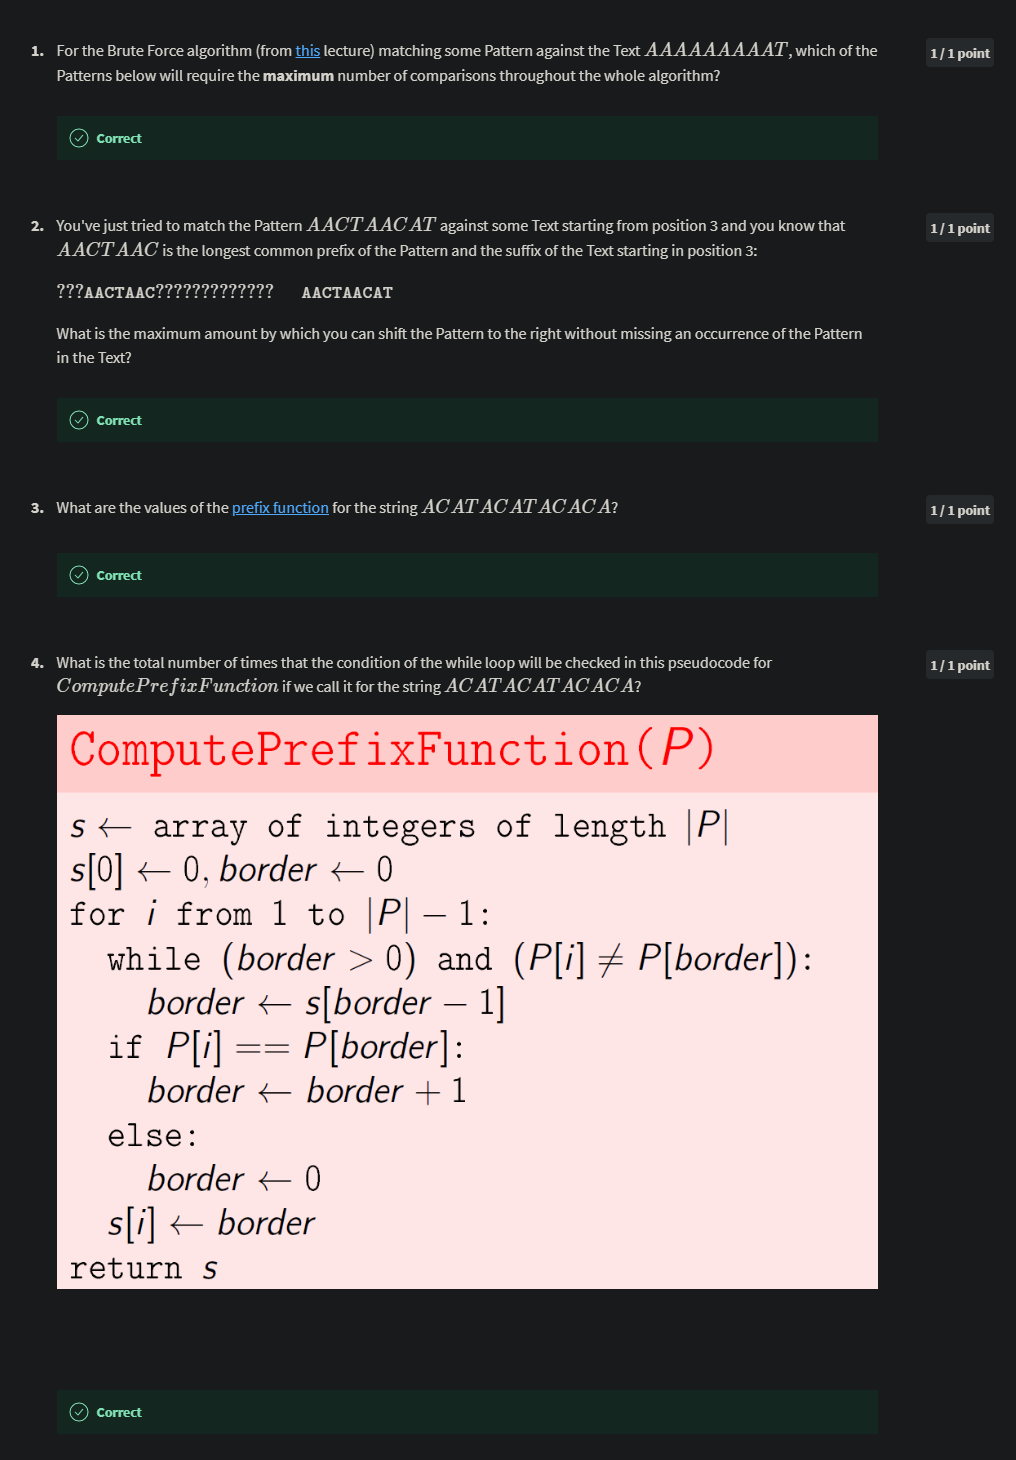 1. For the Brute Force algorithm (from this lecture) matching some Pattern against the Text AAAAAAAAAT, which of the
1 / 1 point
Patterns below will require the maximum number of comparisons throughout the whole algorithm?
Correct
2. You've just tried to match the Pattern AACTAACAT against some Text starting from position 3 and you know that
1 / 1 point
AACTAAC is the longest common prefix of the Pattern and the suffix of the Text starting in position 3:
???AACTAAC????????????? AACTAACAT
What is the maximum amount by which you can shift the Pattern to the right without missing an occurrence of the Pattern
in the Text?
Correct
3. What are the values of the prefix function for the string ACATACATACACA?
1 / 1 point
Correct
4. What is the total number of times that the condition of the while loop will be checked in this pseudocode for
1 / 1 point
ComputePrefixFunction if we call it for the string ACATACATACACA?
ComputePrefixFunction(P)
s ← array of integers of length |P|
s[0] ← 0, border ← 0
for i from 1 to |P| − 1:
while (border > 0) and (P[i] ≠ P[border]):
border ← s[border − 1]
if P[i] == P[border]:
border ← border + 1
else:
border ← 0
s[i] ← border
return s
Correct